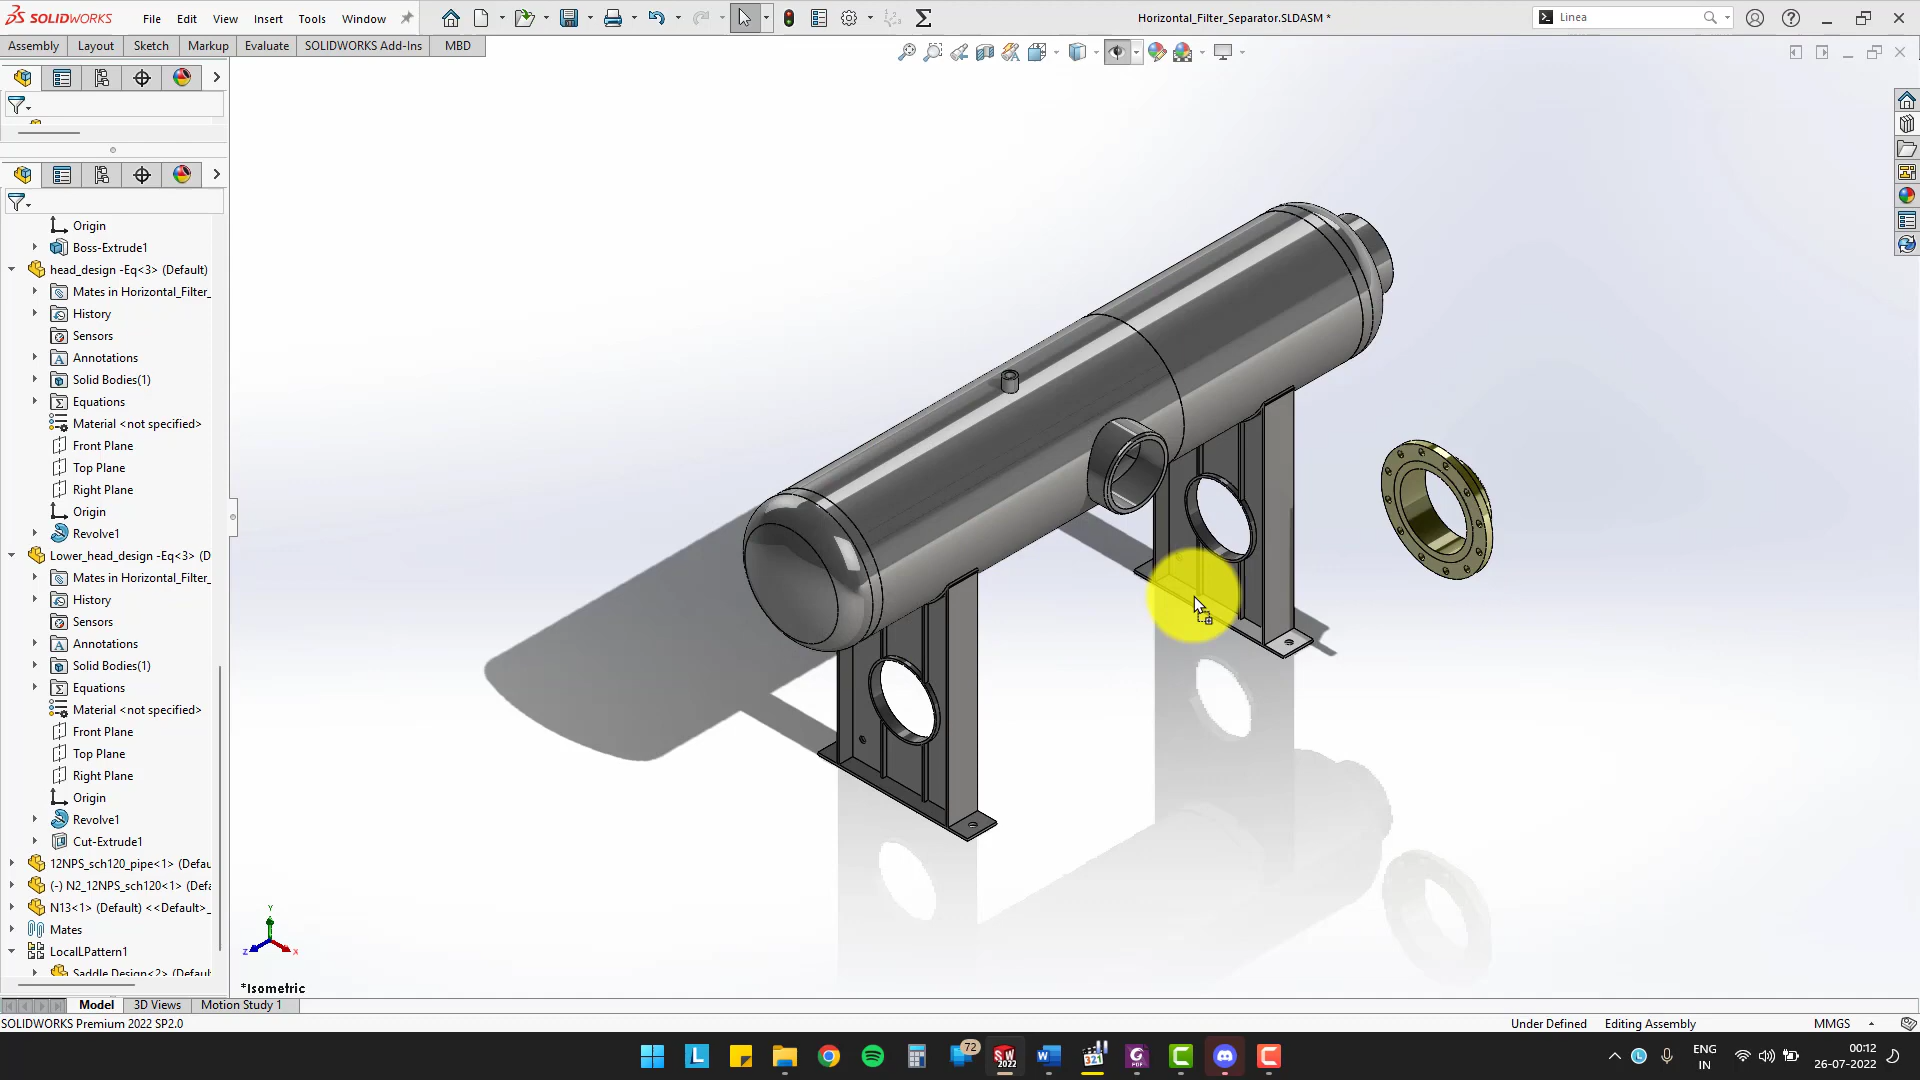 SOLIDWORKS
File Edit View Insert Tools Window
Horizontal_Filter_Separator.SLDASM *
Linea
Assembly Layout Sketch Markup Evaluate SOLIDWORKS Add-Ins MBD
Origin
Boss-Extrude1
head_design -Eq<3> (Default)
Mates in Horizontal_Filter_
History
Sensors
Annotations
Solid Bodies(1)
Equations
Material <not specified>
Front Plane
Top Plane
Right Plane
Origin
Revolve1
Lower_head_design -Eq<3> (D
Mates in Horizontal_Filter_
History
Sensors
Annotations
Solid Bodies(1)
Equations
Material <not specified>
Front Plane
Top Plane
Right Plane
Origin
Revolve1
Cut-Extrude1
12NPS_sch120_pipe<1> (Defau
(-) N2_12NPS_sch120<1> (Defa
N13<1> (Default) <<Default>_
Mates
LocalLPattern1
Saddle Design<2> (Defaul
Y
Z
X
*Isometric
Model 3D Views Motion Study 1
SOLIDWORKS Premium 2022 SP2.0
Under Defined Editing Assembly MMGS
72
SW
2022
321
PDF
ENG
IN
00:12
26-07-2022